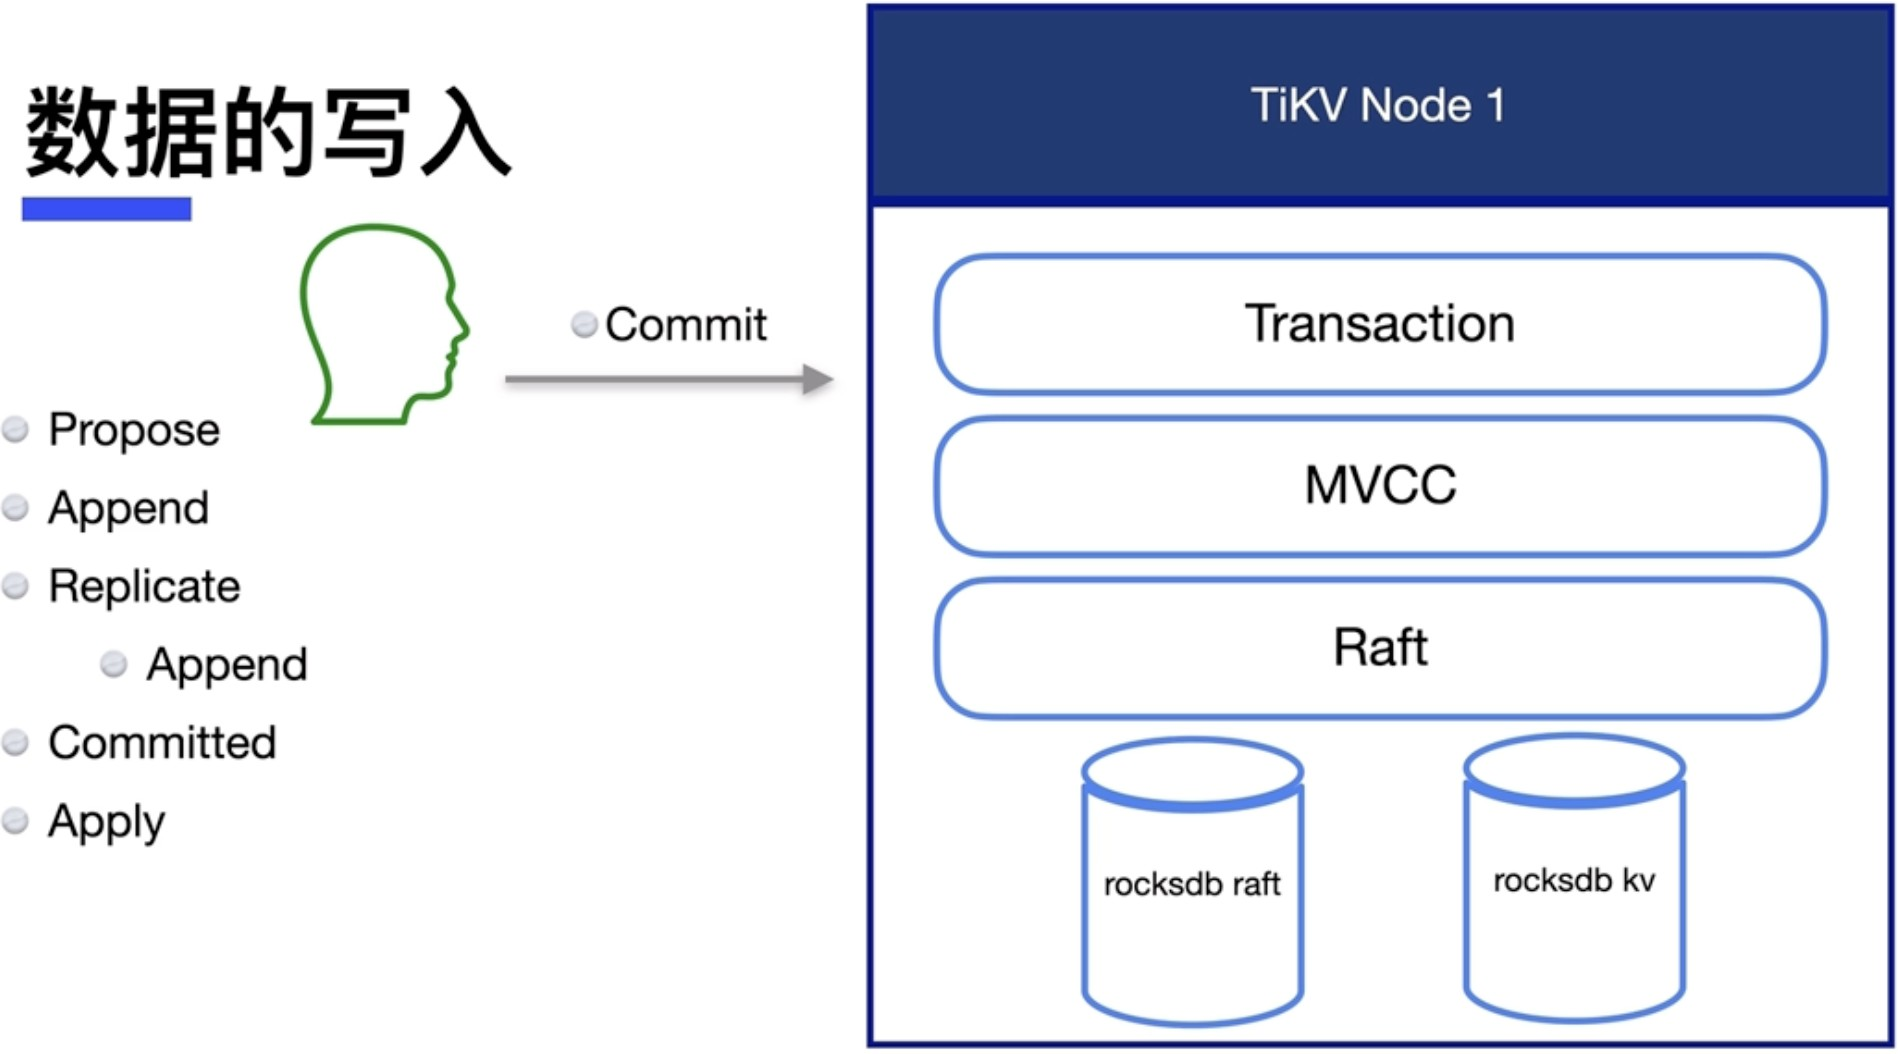 数据的写入
Commit
Propose
Append
Replicate
Append
Committed
Apply
TiKV Node 1
Transaction
MVCC
Raft
rocksdb raft
rocksdb kv